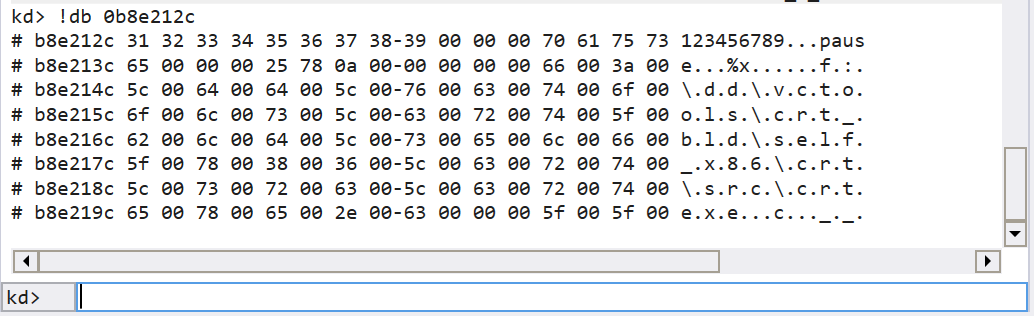 kd> !db 0b8e212c
# b8e212c 31 32 33 34 35 36 37 38-39 00 00 00 70 61 75 73 123456789...paus
# b8e213c 65 00 00 00 25 78 0a 00-00 00 00 00 66 00 3a 00 e...%x......f.:.
# b8e214c 5c 00 64 00 64 00 5c 00-76 00 63 00 74 00 6f 00 \.d.d.\.v.c.t.o.
# b8e215c 6f 00 6c 00 73 00 5c 00-63 00 72 00 74 00 5f 00 o.l.s.\.c.r.t._.
# b8e216c 62 00 6c 00 64 00 5c 00-73 00 65 00 6c 00 66 00 b.l.d.\.s.e.l.f.
# b8e217c 5f 00 78 00 38 00 36 00-5c 00 63 00 72 00 74 00 _.x.8.6.\.c.r.t.
# b8e218c 5c 00 73 00 72 00 63 00-5c 00 63 00 72 00 74 00 \.s.r.c.\.c.r.t.
# b8e219c 65 00 78 00 65 00 2e 00-63 00 00 00 5f 00 5f 00 e.x.e...c..._._.
kd>